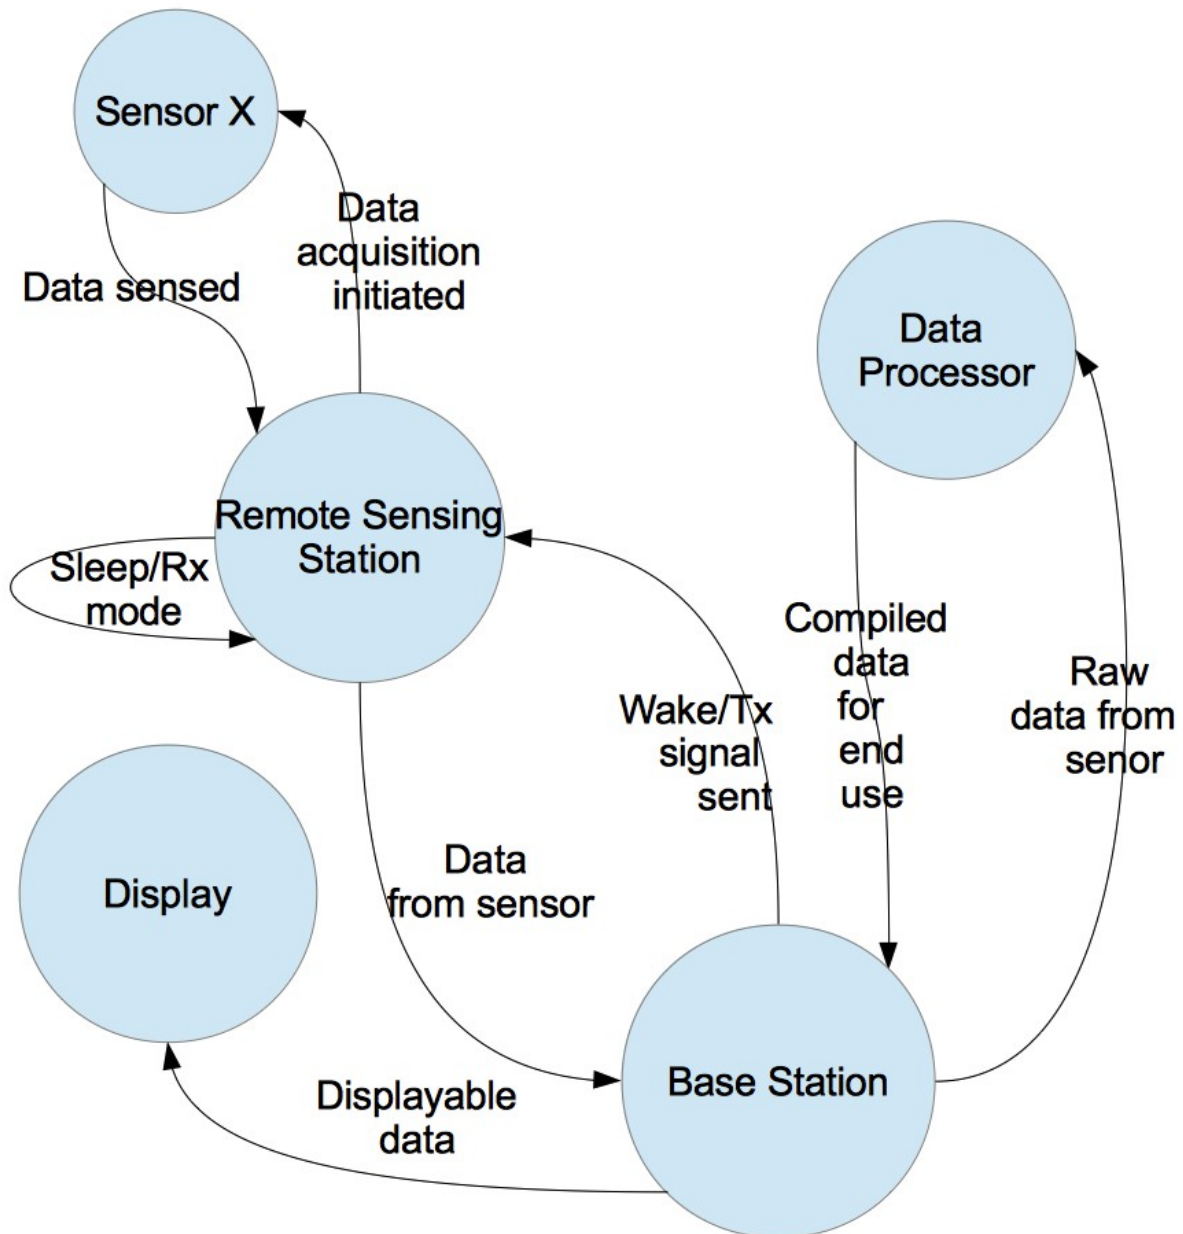 Sensor X
Data
acquisition
initiated
Data sensed
Data
Processor
Remote Sensing
Station
Sleep/Rx
mode
Compiled
data
for
end
use
Raw
data from
senor
Wake/Tx
signal
sent
Data
from sensor
Display
Base Station
Displayable
data